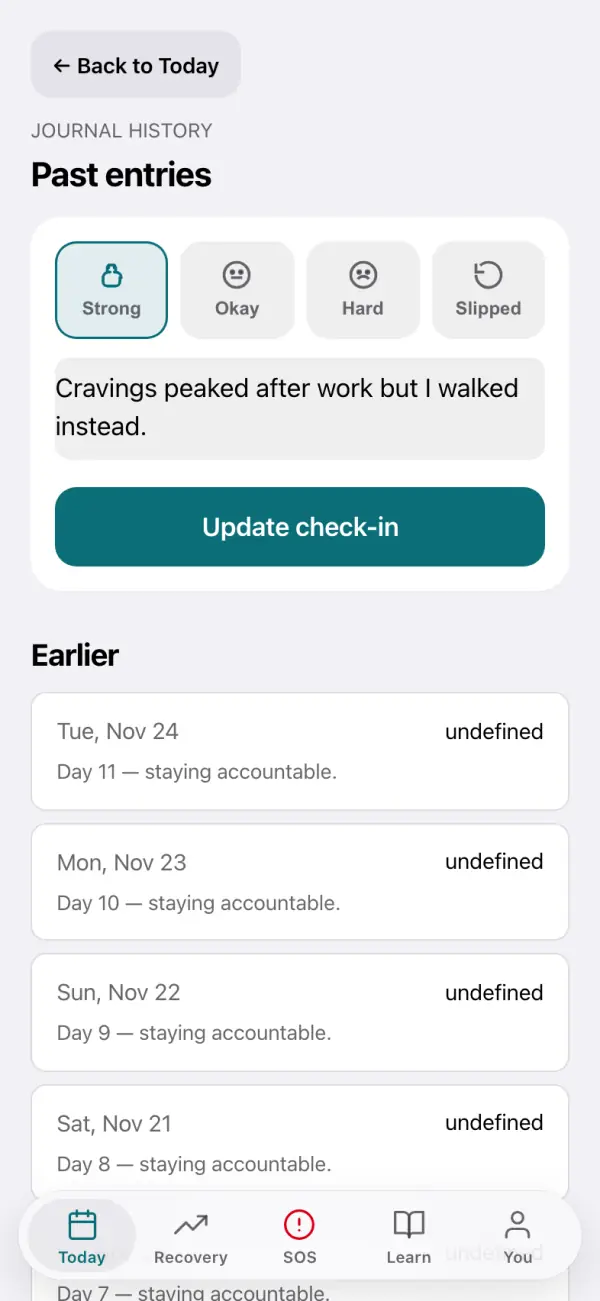 ← Back to Today
JOURNAL HISTORY
Past entries
Strong
Okay
Hard
Slipped
Cravings peaked after work but I walked
instead.
Update check-in
Earlier
Tue, Nov 24
undefined
Day 11 — staying accountable.
Mon, Nov 23
undefined
Day 10 — staying accountable.
Sun, Nov 22
undefined
Day 9 — staying accountable.
Sat, Nov 21
undefined
Day 8 — staying accountable.
undefined
Today
Recovery
SOS
Learn
You
Day 7 — staying accountable.